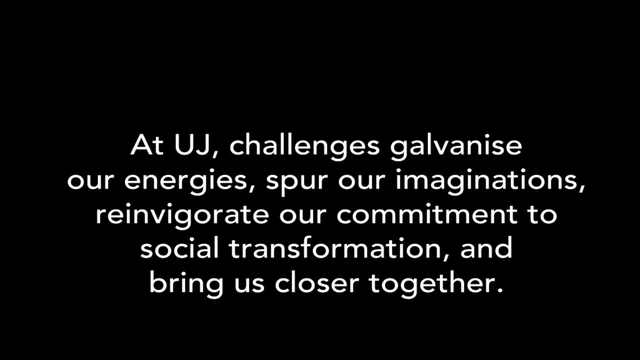 At UJ, challenges galvanise
our energies, spur our imaginations,
reinvigorate our commitment to
social transformation, and
bring us closer together.